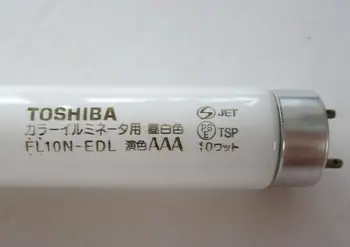 TOSHIBA
カラーイルミネータ用 昼白色
FL10N-EDL 演色AAA
JET
PSE TSP
10ワット